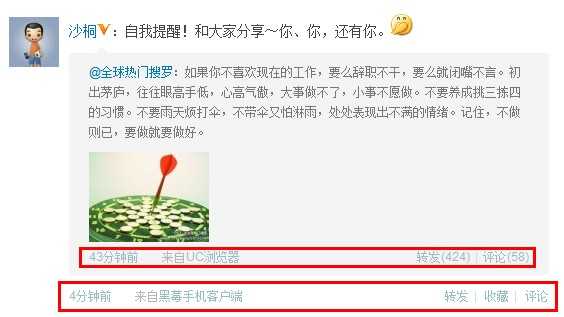 沙桐：自我提醒！和大家分享～你、你，还有你。
@全球热门搜罗：如果你不喜欢现在的工作，要么辞职不干，要么就闭嘴不言。初
出茅庐，往往眼高手低，心高气傲，大事做不了，小事不愿做。不要养成挑三拣四
的习惯。不要雨天烦打伞，不带伞又怕淋雨，处处表现出不满的情绪。记住，不做
则已，要做就要做好。
43分钟前 来自UC浏览器 转发(424) | 评论(58)
4分钟前 来自黑莓手机客户端 转发 | 收藏 | 评论